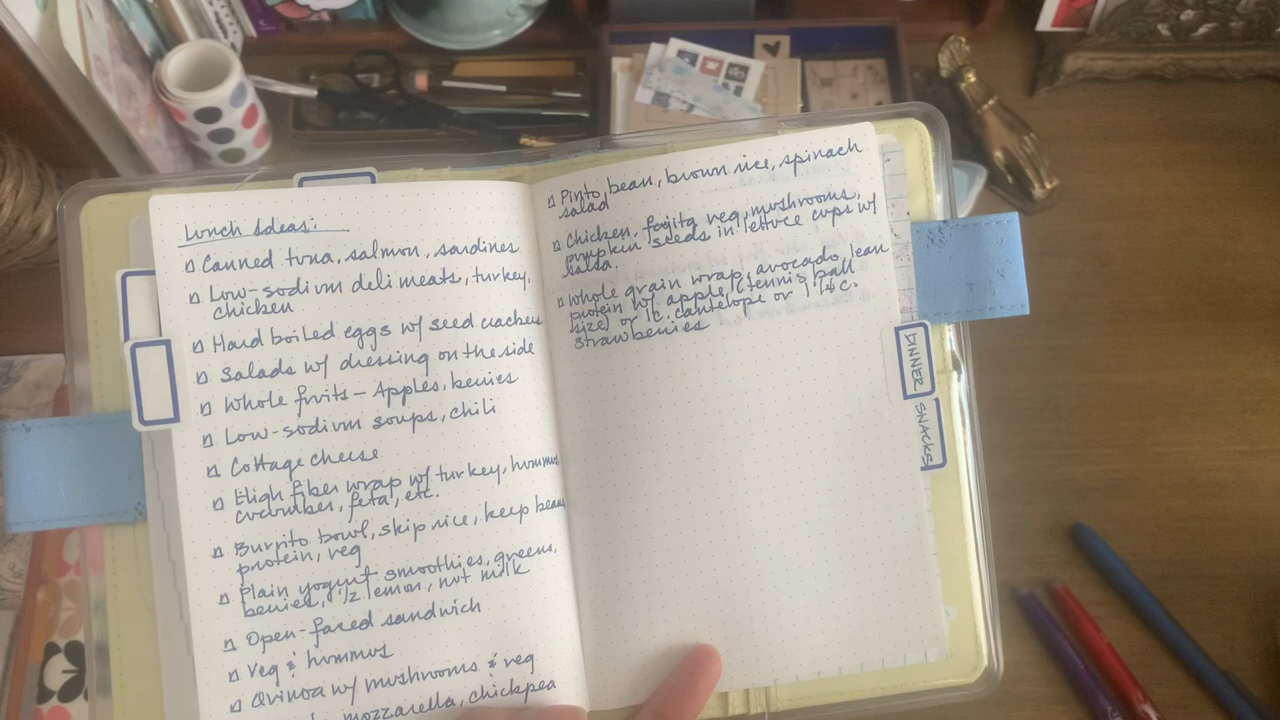 Lunch Ideas:
Canned tuna, salmon, sardines
Low-sodium deli meats, turkey,
chicken
Hard boiled eggs w/ seed crackers
Salads w/ dressing on the side
Whole fruits – Apples, berries
Low-sodium soups, chili
Cottage cheese
High fiber wrap w/ turkey, hummus
cucumber, feta, etc.
Burrito bowl, skip rice, keep beans
protein, veg
Plain yogurt smoothies, greens,
berries, 1/2 lemon, nut milk
Open-faced sandwich
Veg & hummus
Quinoa w/ mushrooms & veg
mozzarella, chickpea
Pinto bean, brown rice, spinach
salad
Chicken, fajita veg, mushrooms,
pumpkin seeds in lettuce cups w/
salsa.
Whole grain wrap, avocado, lean
protein w/ apple (tennis ball
size) or 1c. cantelope or 1 1/4 c.
strawberries
DINNER
SNACKS